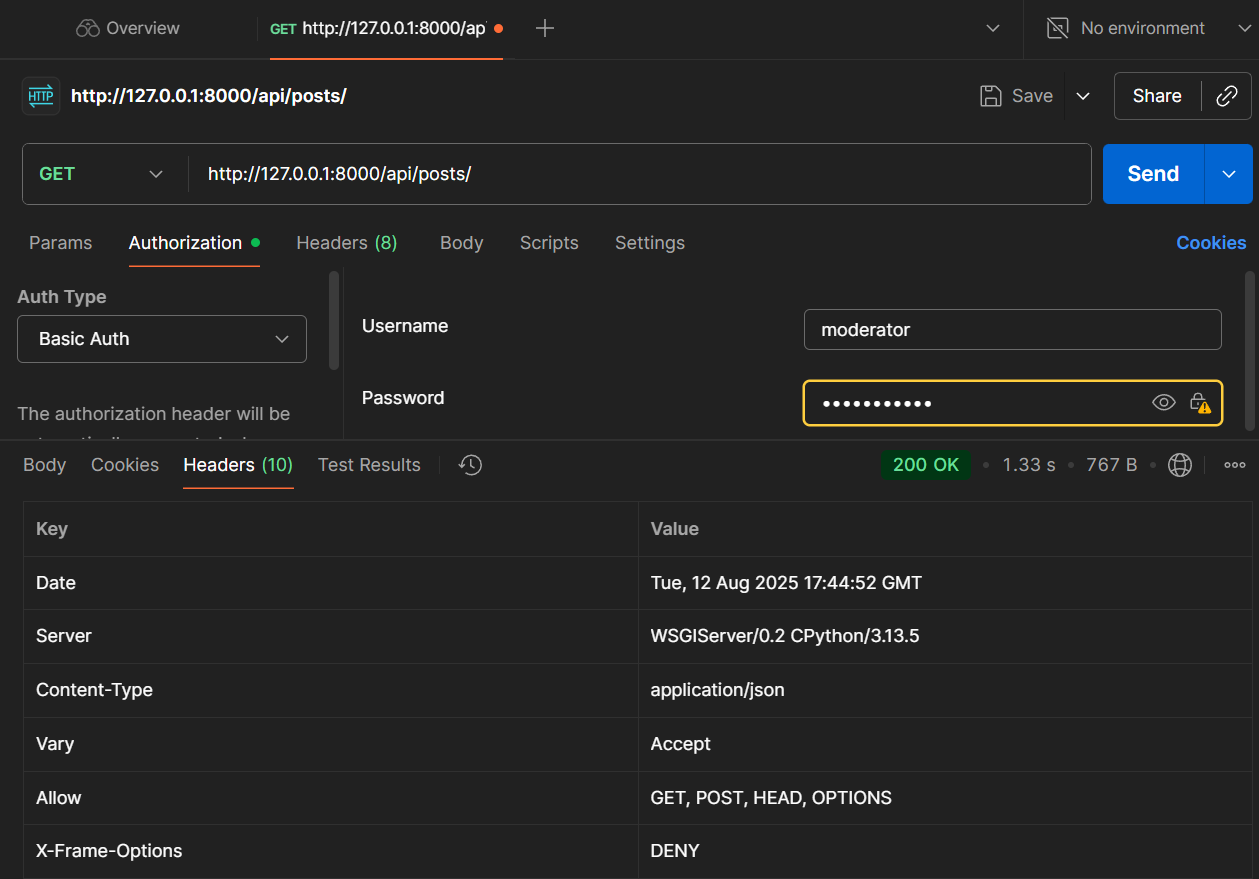 Overview
GET http://127.0.0.1:8000/ap
No environment
HTTP http://127.0.0.1:8000/api/posts/
Save
Share
GET http://127.0.0.1:8000/api/posts/
Send
Params Authorization Headers (8) Body Scripts Settings Cookies
Auth Type
Basic Auth
Username moderator
Password
The authorization header will be
Body Cookies Headers (10) Test Results 200 OK 1.33 s 767 B
Key Value
Date Tue, 12 Aug 2025 17:44:52 GMT
Server WSGIServer/0.2 CPython/3.13.5
Content-Type application/json
Vary Accept
Allow GET, POST, HEAD, OPTIONS
X-Frame-Options DENY